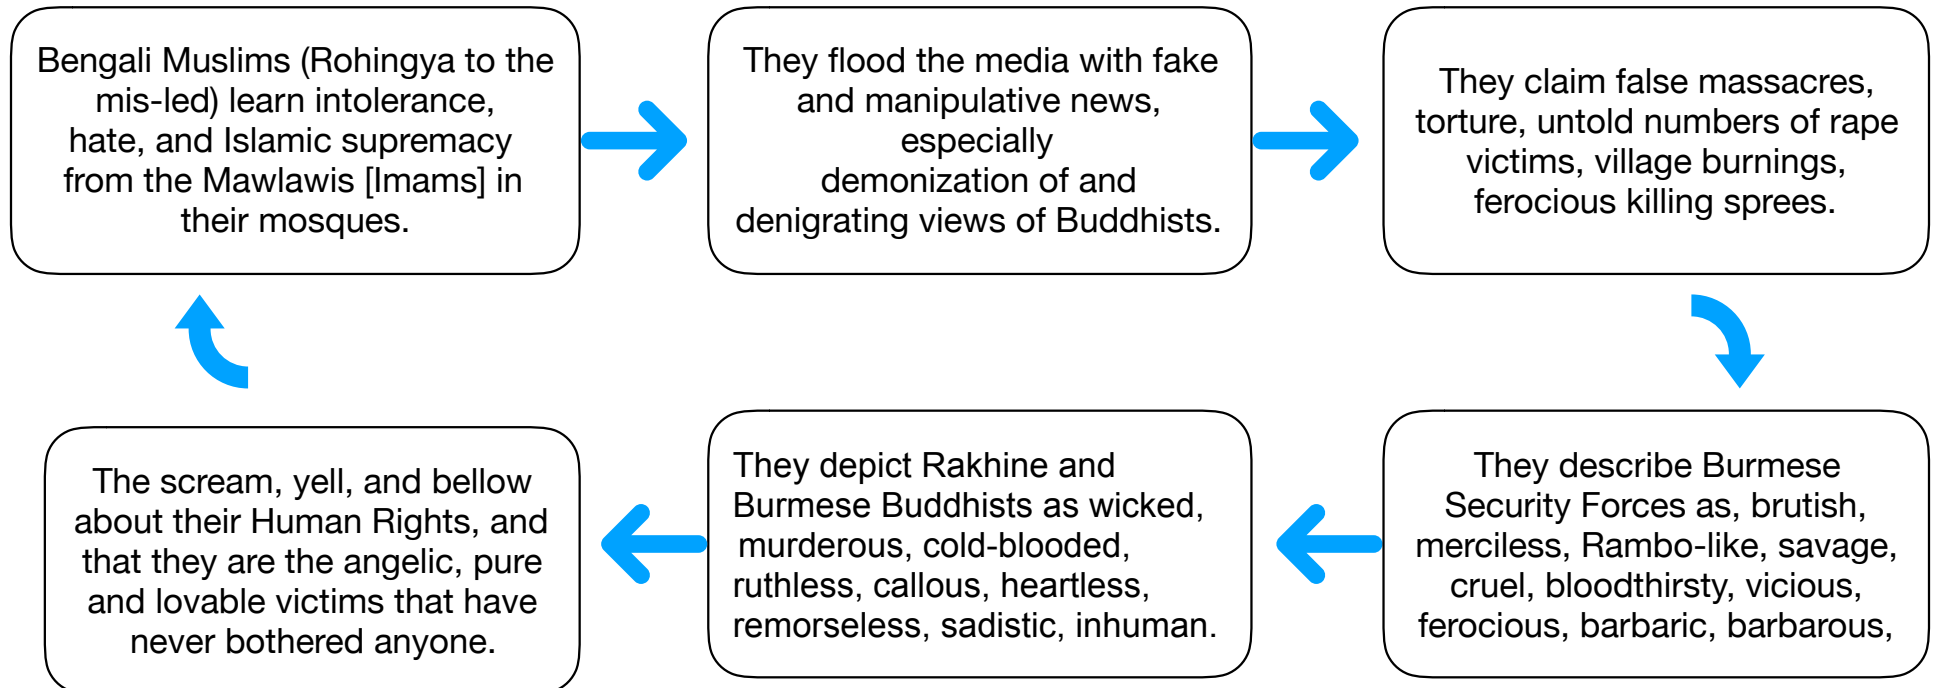 Bengali Muslims (Rohingya to the
mis-led) learn intolerance,
hate, and Islamic supremacy
from the Mawlawis [Imams] in
their mosques.
They flood the media with fake
and manipulative news,
especially
demonization of and
denigrating views of Buddhists.
They claim false massacres,
torture, untold numbers of rape
victims, village burnings,
ferocious killing sprees.
They describe Burmese
Security Forces as, brutish,
merciless, Rambo-like, savage,
cruel, bloodthirsty, vicious,
ferocious, barbaric, barbarous,
They depict Rakhine and
Burmese Buddhists as wicked,
murderous, cold-blooded,
ruthless, callous, heartless,
remorseless, sadistic, inhuman.
The scream, yell, and bellow
about their Human Rights, and
that they are the angelic, pure
and lovable victims that have
never bothered anyone.